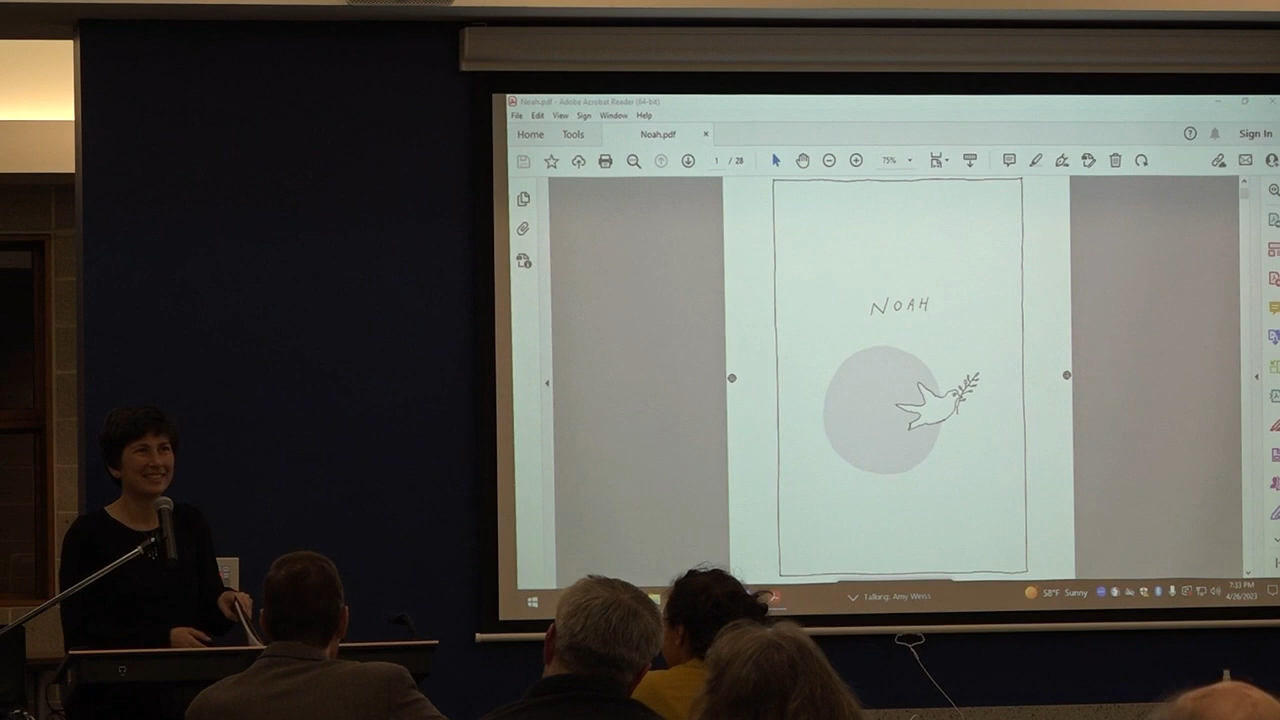 Noah.pdf - Adobe Acrobat Reader (64-bit)
File Edit View Sign Window Help
Home Tools Noah.pdf × Sign In
1 / 28 75%
NOAH
Talking: Amy Weiss
58°F Sunny
7:33 PM
4/26/2023